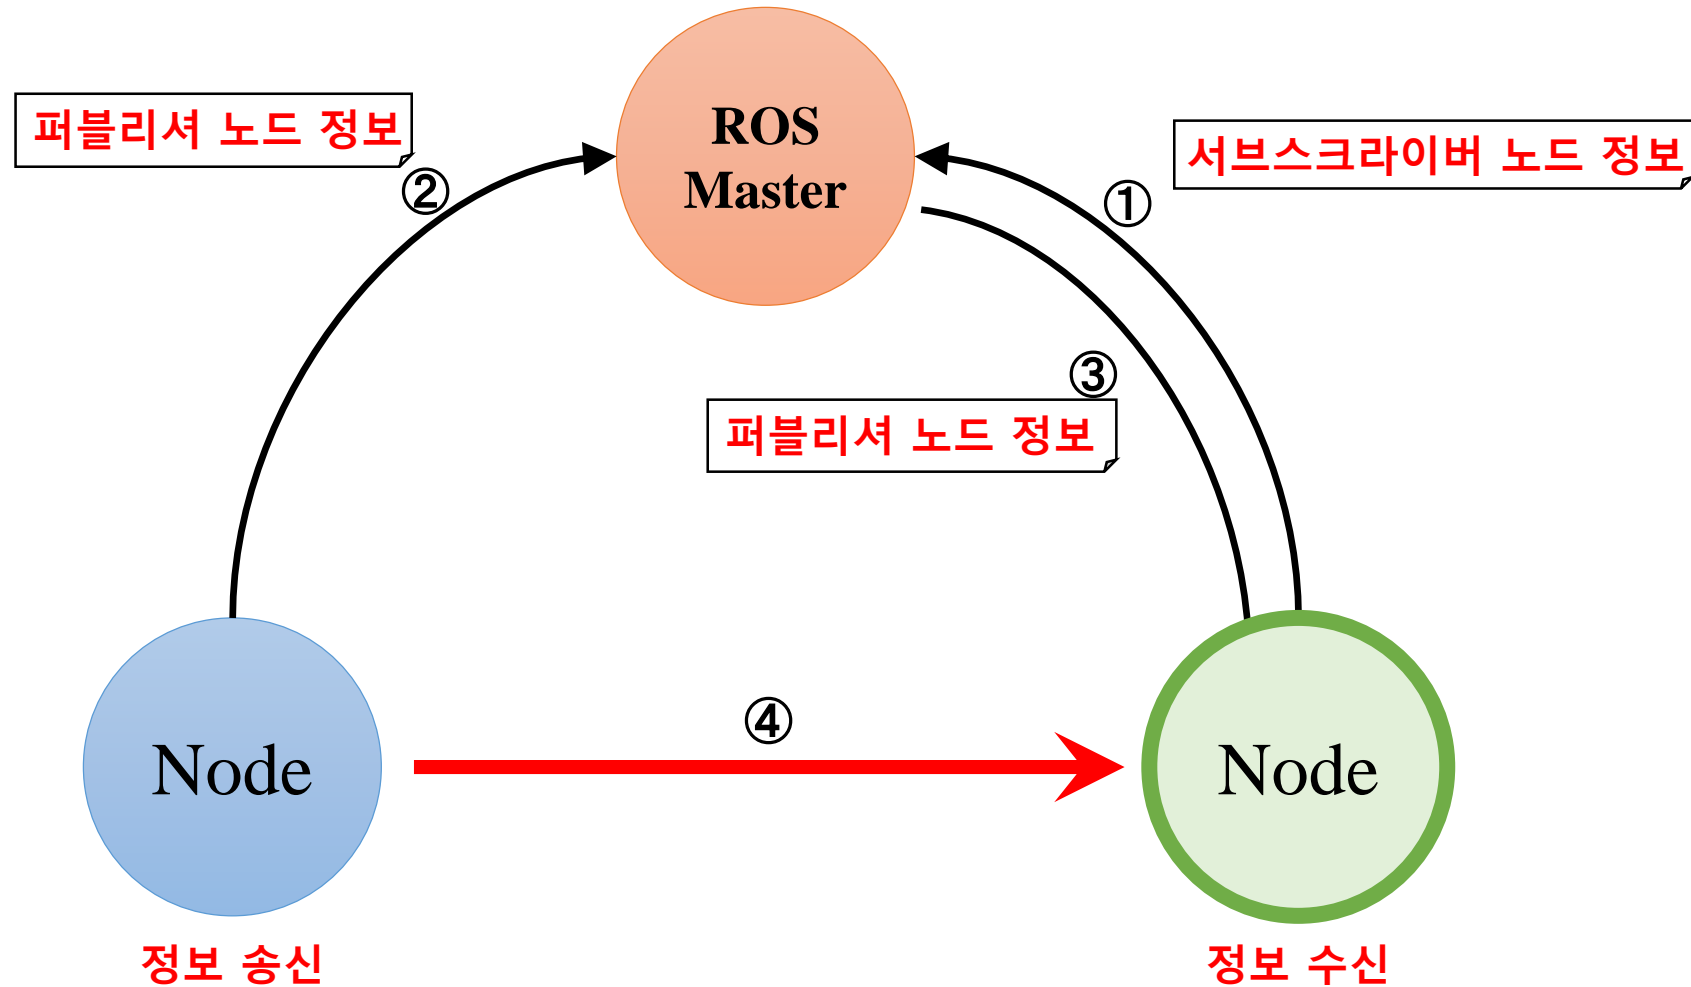 ROS
Master
퍼블리셔 노드 정보
②
서브스크라이버 노드 정보
①
③
퍼블리셔 노드 정보
④
Node
Node
정보 송신
정보 수신